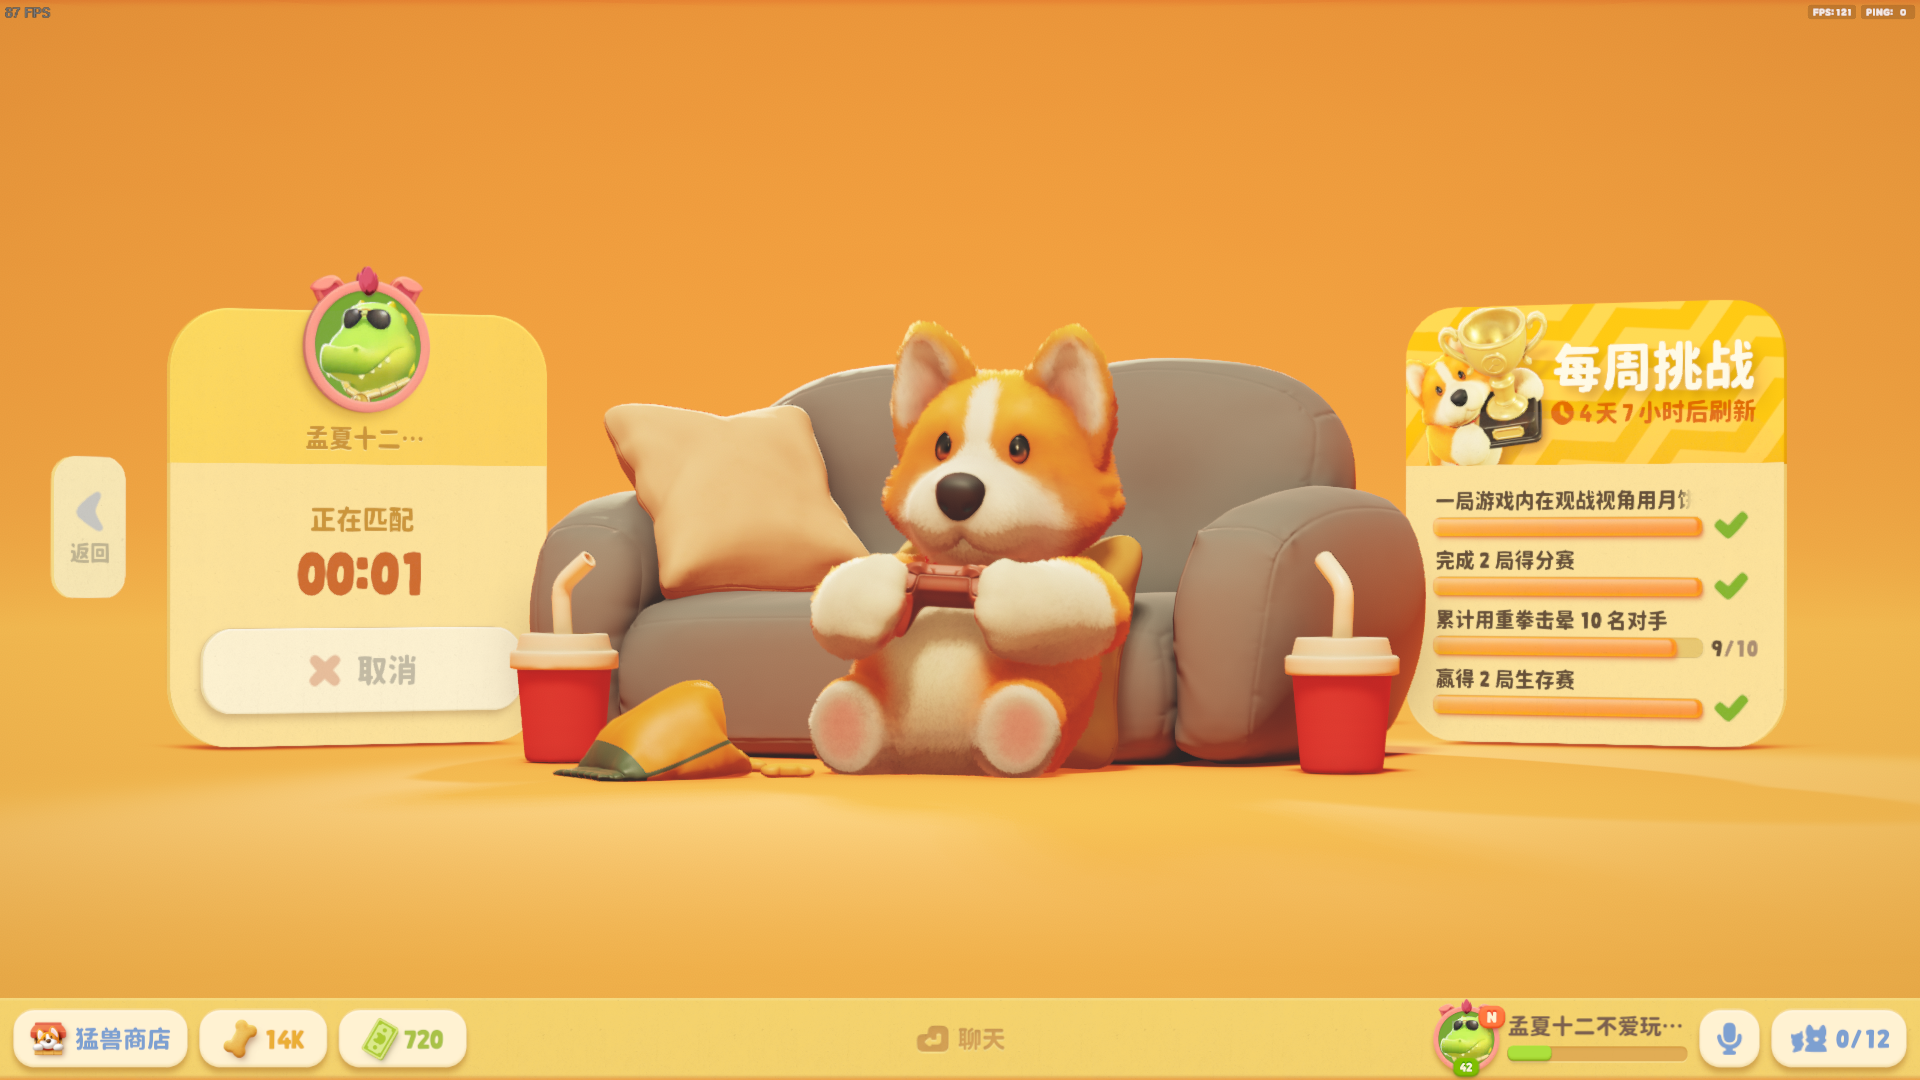 87 FPS
FPS: 121 PING: 0
孟夏十二…
正在匹配
00:01
取消
返回
每周挑战
4天7小时后刷新
一局游戏内在观战视角用月
完成 2 局得分赛
累计用重拳击晕 10 名对手
9/10
赢得 2 局生存赛
猛兽商店
14K
720
聊天
N
孟夏十二不爱玩…
42
0/12